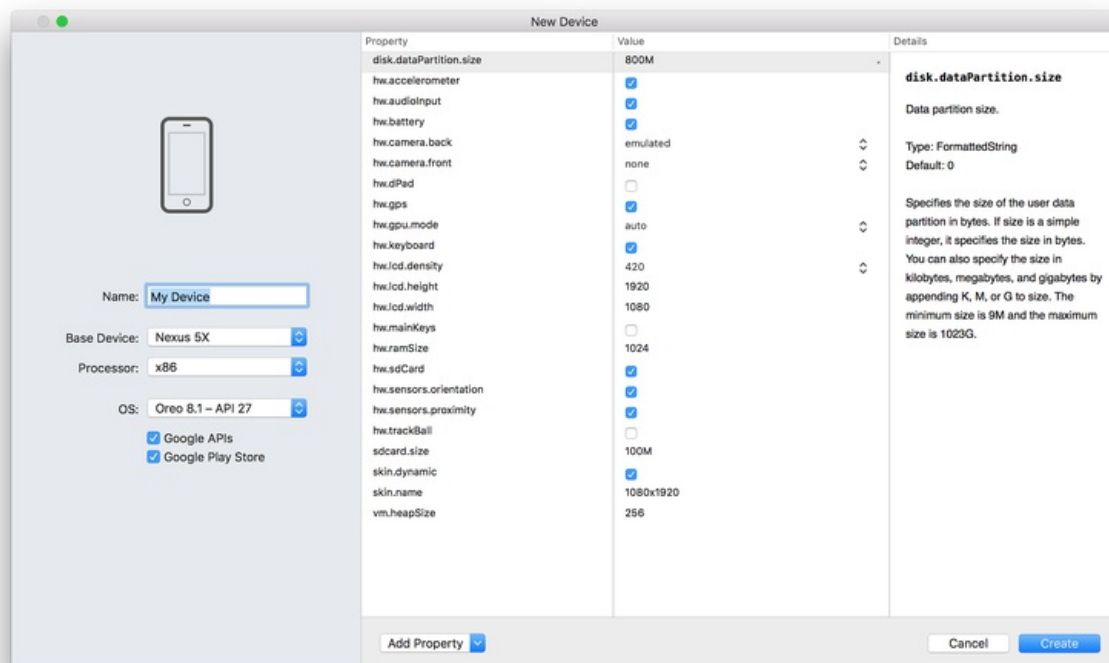 New Device
Name: My Device
Base Device: Nexus 5X
Processor: x86
OS: Oreo 8.1 – API 27
Google APIs
Google Play Store
Property Value
disk.dataPartition.size 800M
hw.accelerometer
hw.audioInput
hw.battery
hw.camera.back emulated
hw.camera.front none
hw.dPad
hw.gps
hw.gpu.mode auto
hw.keyboard
hw.lcd.density 420
hw.lcd.height 1920
hw.lcd.width 1080
hw.mainKeys
hw.ramSize 1024
hw.sdCard
hw.sensors.orientation
hw.sensors.proximity
hw.trackBall
sdcard.size 100M
skin.dynamic
skin.name 1080x1920
vm.heapSize 256
Details
disk.dataPartition.size
Data partition size.
Type: FormattedString
Default: 0
Specifies the size of the user data
partition in bytes. If size is a simple
integer, it specifies the size in bytes.
You can also specify the size in
kilobytes, megabytes, and gigabytes by
appending K, M, or G to size. The
minimum size is 9M and the maximum
size is 1023G.
Add Property
Cancel
Create